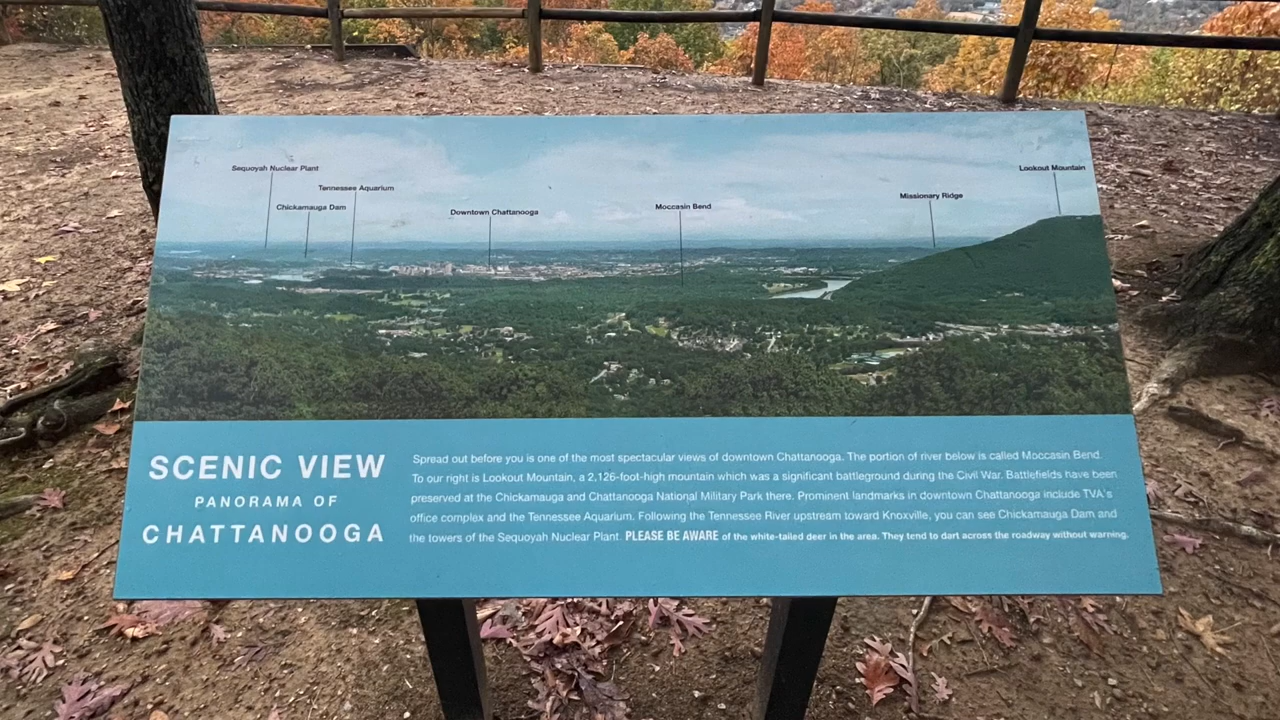 Sequoyah Nuclear Plant
Lookout Mountain
Tennessee Aquarium
Missionary Ridge
Chickamauga Dam
Moccasin Bend
Downtown Chattanooga
SCENIC VIEW
PANORAMA OF
CHATTANOOGA
Spread out before you is one of the most spectacular views of downtown Chattanooga. The portion of river below is called Moccasin Bend.
To our right is Lookout Mountain, a 2,126-foot-high mountain which was a significant battleground during the Civil War. Battlefields have been
preserved at the Chickamauga and Chattanooga National Military Park there. Prominent landmarks in downtown Chattanooga include TVA's
office complex and the Tennessee Aquarium. Following the Tennessee River upstream toward Knoxville, you can see Chickamauga Dam and
the towers of the Sequoyah Nuclear Plant. PLEASE BE AWARE of the white-tailed deer in the area. They tend to dart across the roadway without warning.